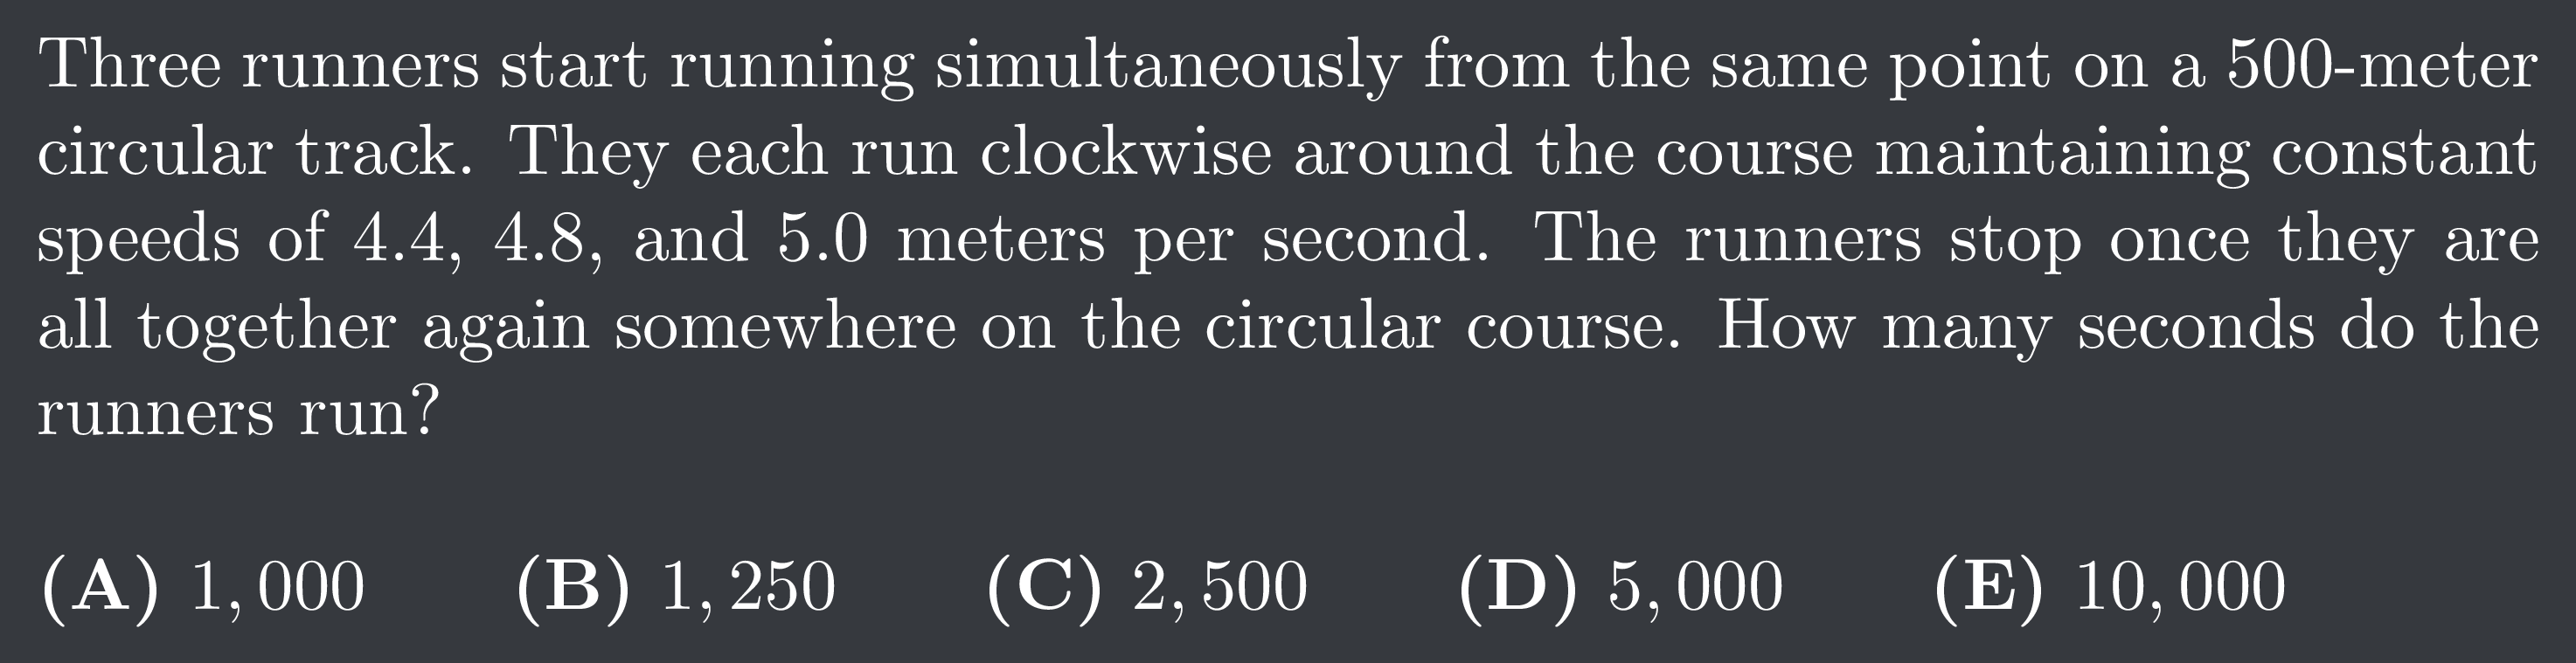 Three runners start running simultaneously from the same point on a 500-meter
circular track. They each run clockwise around the course maintaining constant
speeds of 4.4, 4.8, and 5.0 meters per second. The runners stop once they are
all together again somewhere on the circular course. How many seconds do the
runners run?
(A) 1,000 (B) 1,250 (C) 2,500 (D) 5,000 (E) 10,000